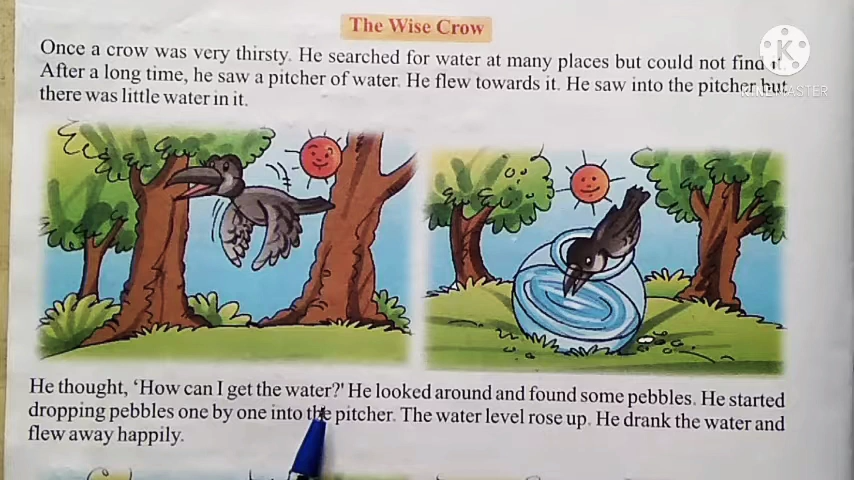 The Wise Crow
Once a crow was very thirsty. He searched for water at many places but could not find it.
After a long time, he saw a pitcher of water. He flew towards it. He saw into the pitcher but
there was little water in it.
K
KINEMASTER
He thought, 'How can I get the water?' He looked around and found some pebbles. He started
dropping pebbles one by one into the pitcher. The water level rose up. He drank the water and
flew away happily.